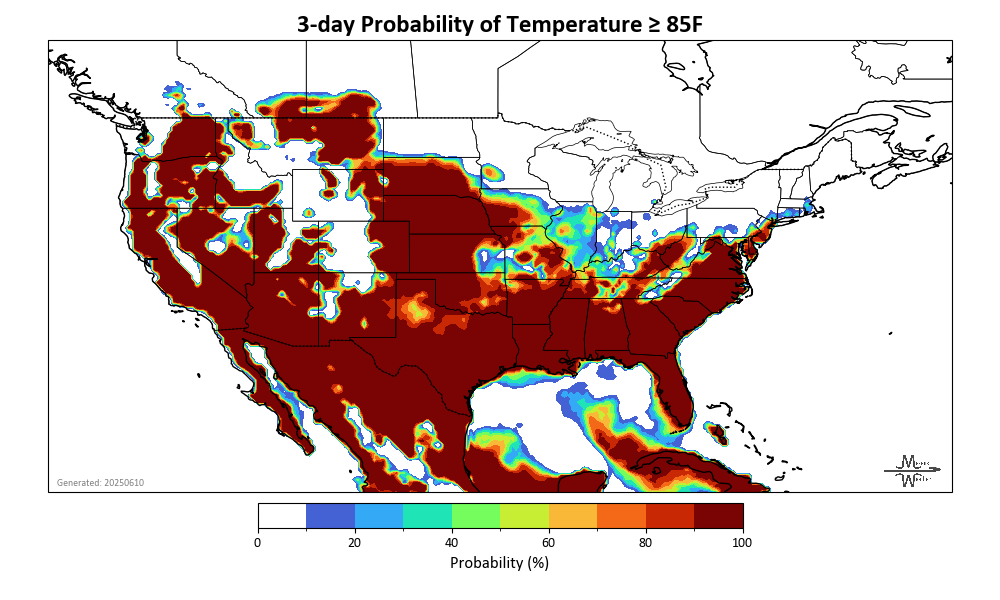 3-day Probability of Temperature ≥ 85F
Generated: 20250610
0 20 40 60 80 100
Probability (%)